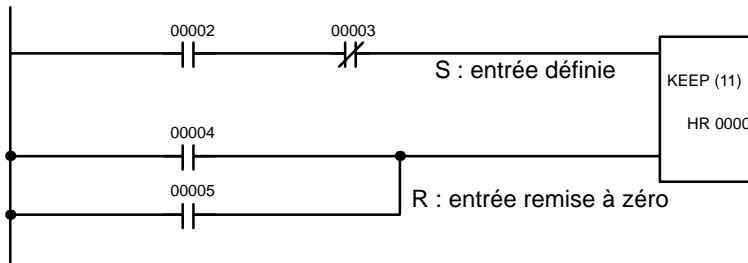 00002
00003
S : entrée définie
KEEP (11)
HR 0000
00004
00005
R : entrée remise à zéro